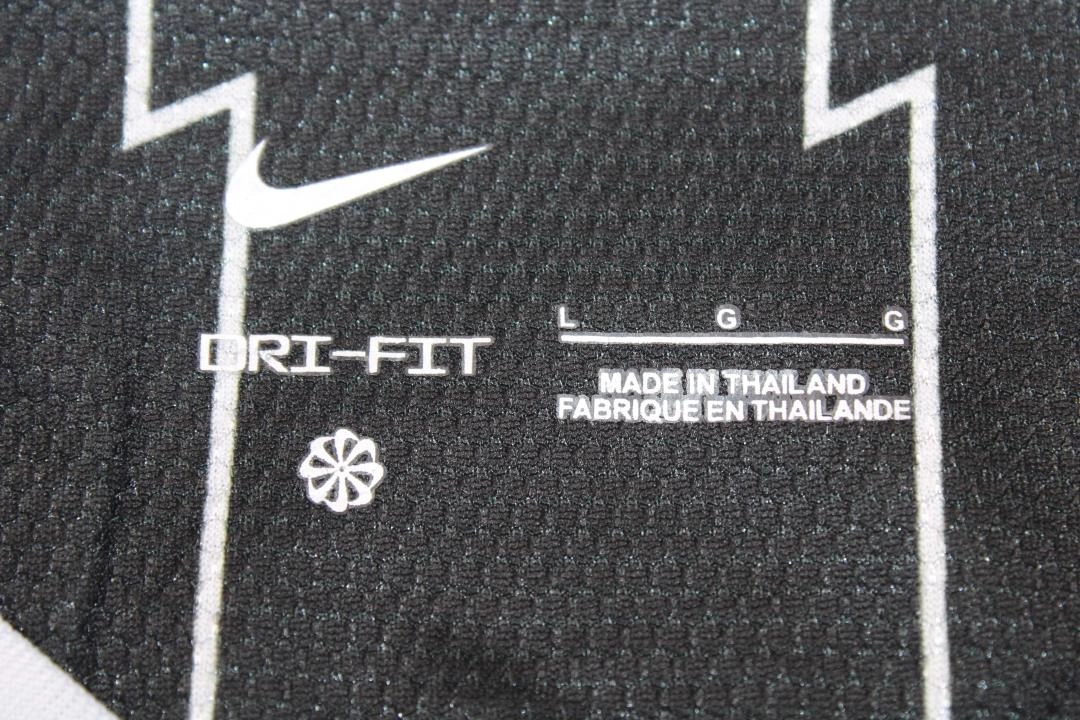 DRI-FIT
L G G
MADE IN THAILAND
FABRIQUE EN THAILANDE